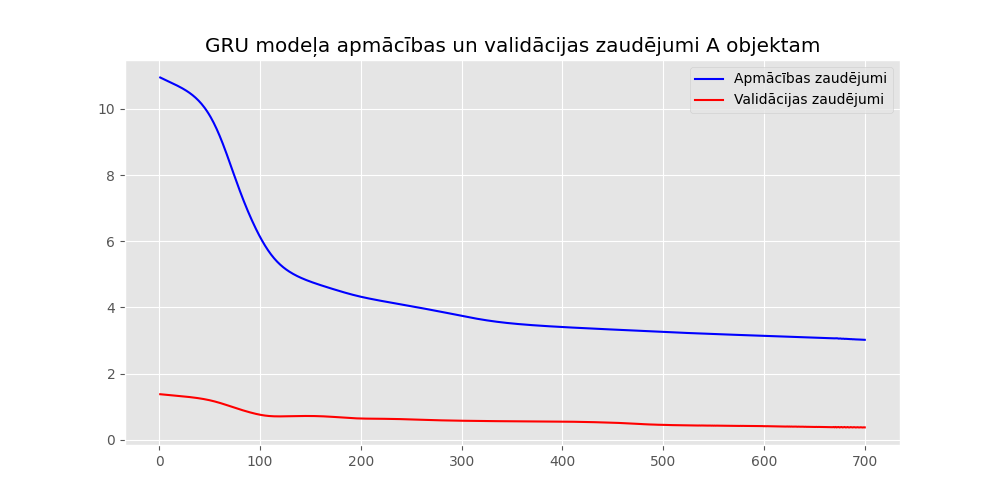 GRU modeļa apmācības un validācijas zaudējumi A objektam
Apmācības zaudējumi
Validācijas zaudējumi
10
8
6
4
2
0
0 100 200 300 400 500 600 700